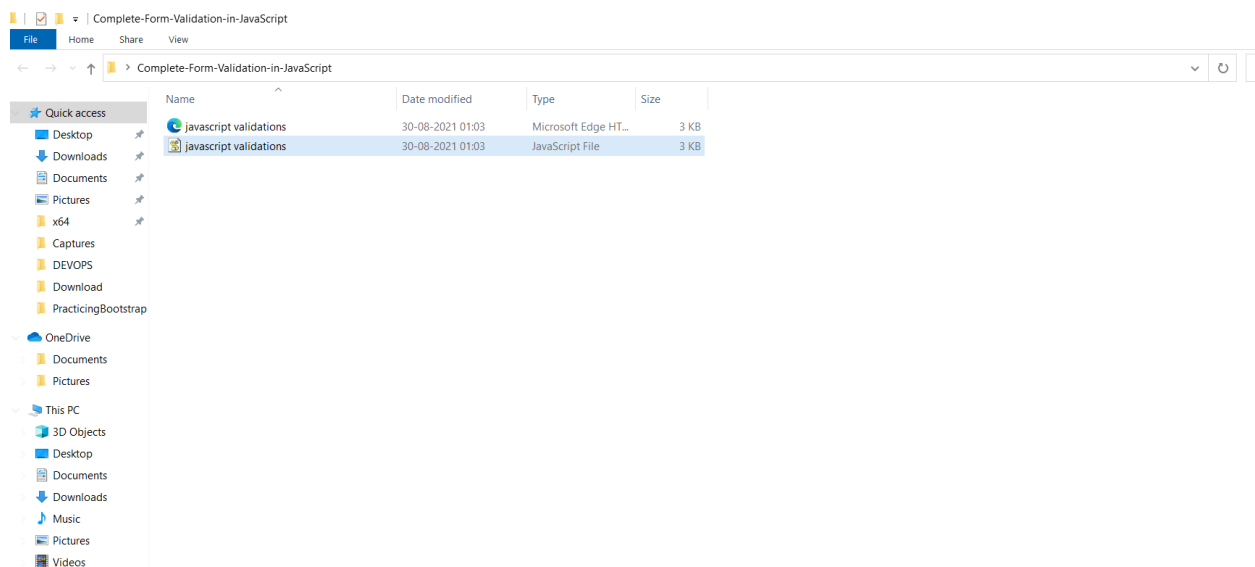 Complete-Form-Validation-in-JavaScript
File Home Share View
Complete-Form-Validation-in-JavaScript
Name Date modified Type Size
javascript validations 30-08-2021 01:03 Microsoft Edge HT... 3 KB
javascript validations 30-08-2021 01:03 JavaScript File 3 KB
Quick access
Desktop
Downloads
Documents
Pictures
x64
Captures
DEVOPS
Download
PracticingBootstrap
OneDrive
Documents
Pictures
This PC
3D Objects
Desktop
Documents
Downloads
Music
Pictures
Videos